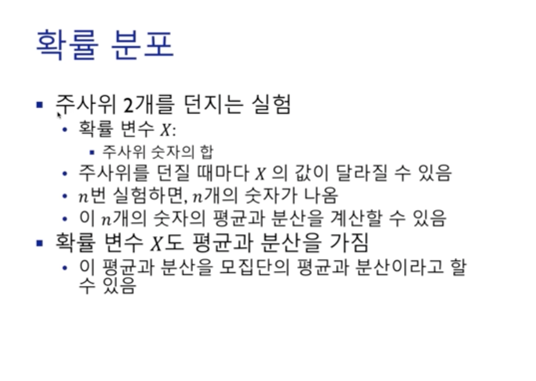 확률 분포
▪ 주사위 2개를 던지는 실험
• 확률 변수 X:
▪ 주사위 숫자의 합
• 주사위를 던질 때마다 X 의 값이 달라질 수 있음
• n번 실험하면, n개의 숫자가 나옴
• 이 n개의 숫자의 평균과 분산을 계산할 수 있음
▪ 확률 변수 X도 평균과 분산을 가짐
• 이 평균과 분산을 모집단의 평균과 분산이라고 할
수 있음